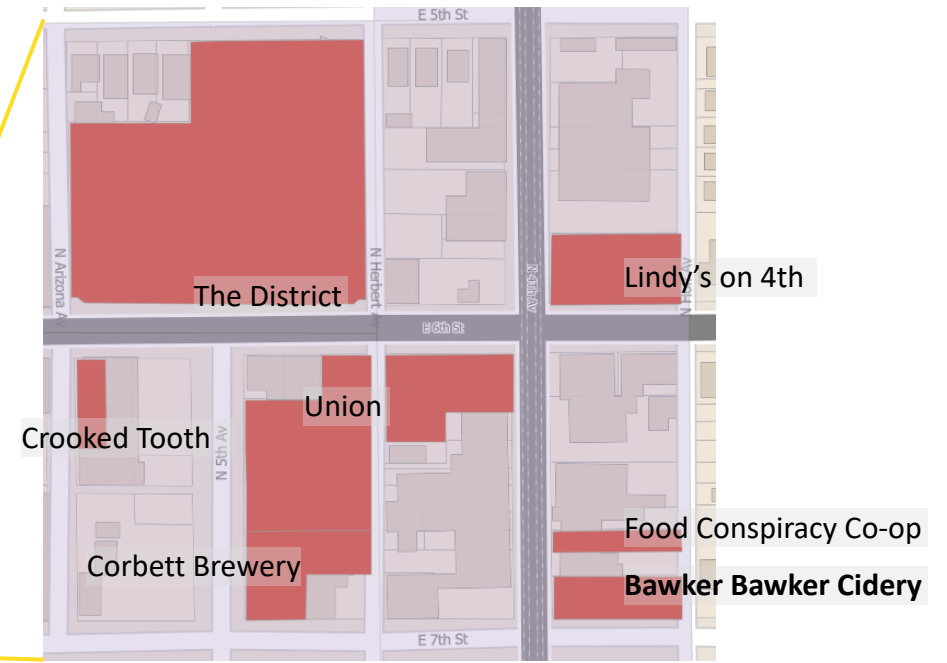 E 5th St
N Arizona Av
N Herbert Av
N 4th Av
Lindy's on 4th
The District
E 6th St
Union
Crooked Tooth
N 5th Av
Food Conspiracy Co-op
Corbett Brewery
Bawker Bawker Cidery
E 7th St